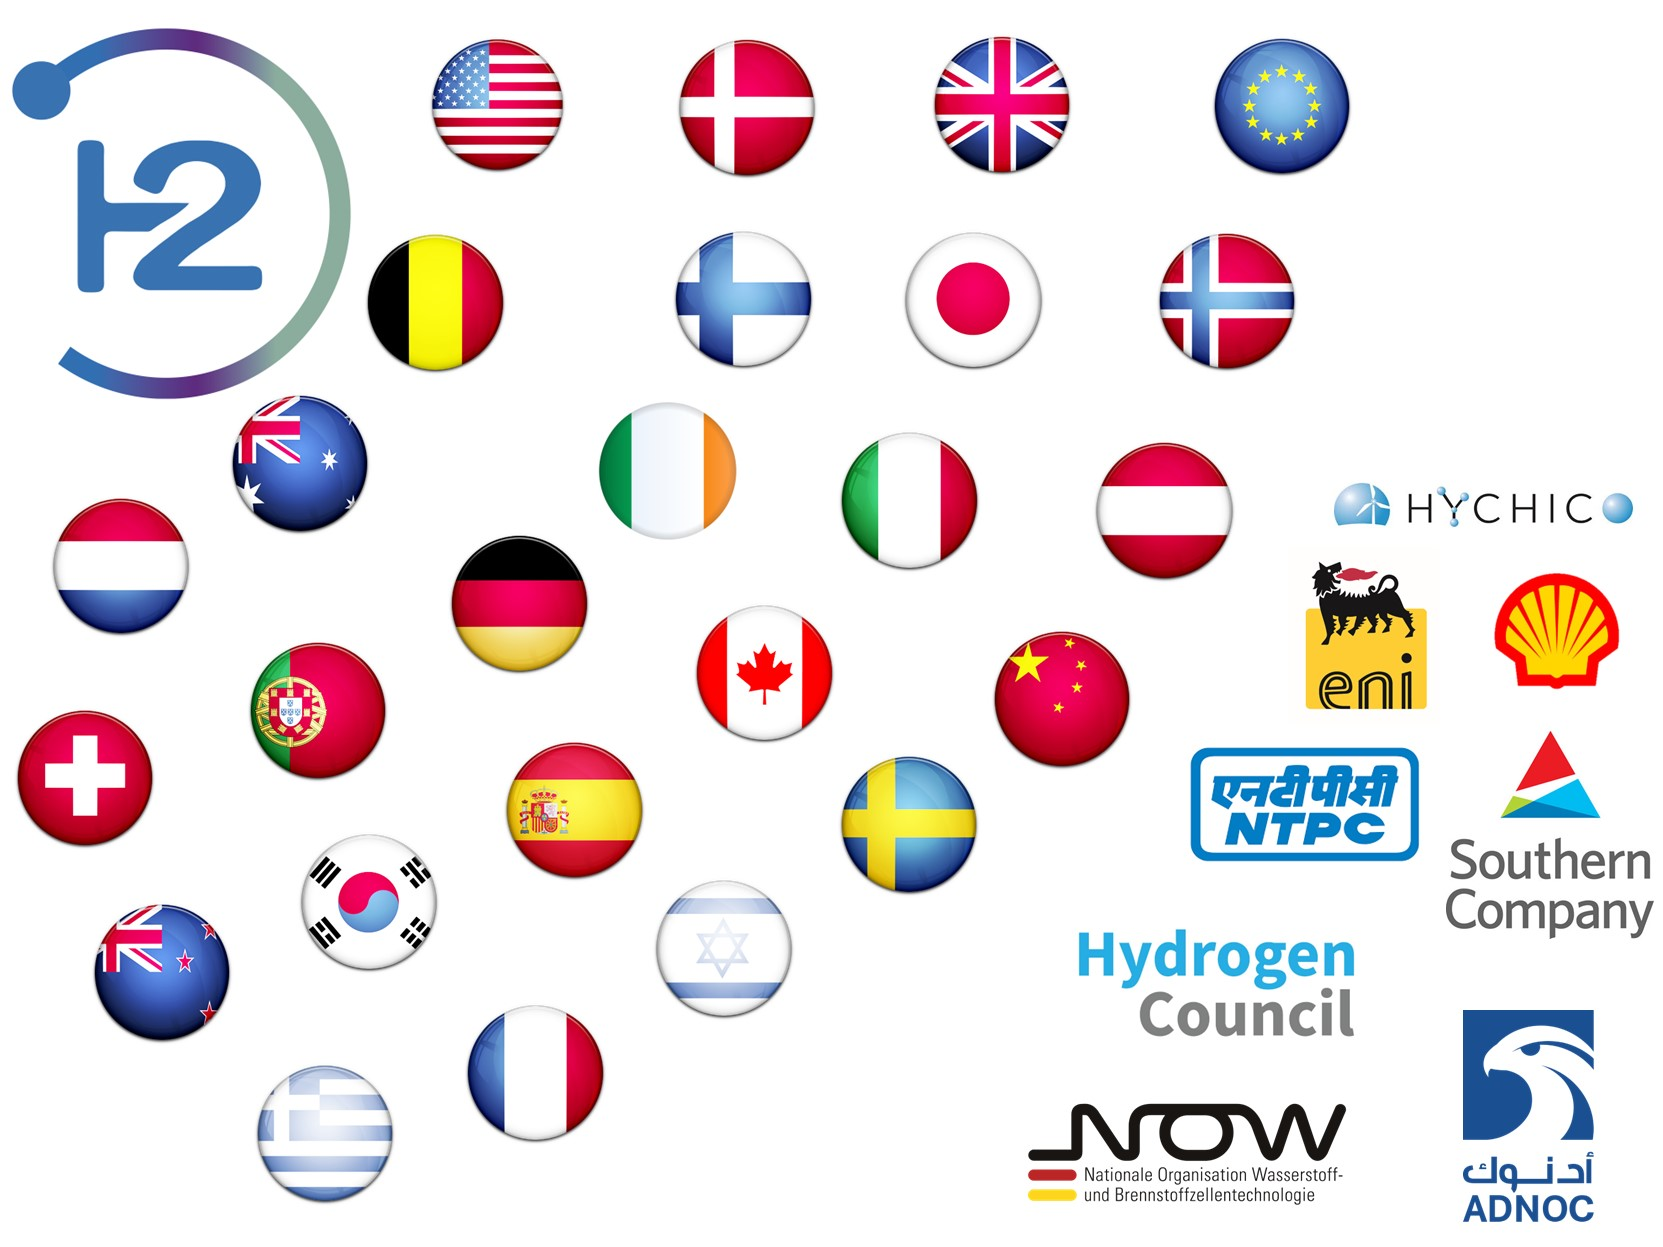 H2
HYCHICO
eni
एनटीपीसी
NTPC
Southern
Company
Hydrogen
Council
NOW
Nationale Organisation Wasserstoff-
und Brennstoffzellentechnologie
أدنوك
ADNOC